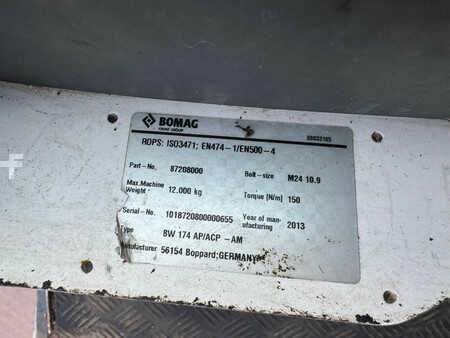 BOMAG
FAYAT GROUP
ROPS: ISO3471; EN474-1/EN500-4
Part-No. 87208000 Bolt-size M24 10.9
Max.Machine Weight 12.000 kg Torque (N/m) 150
Serial-No. 1018720800000655 Year of manufacturing 2013
Type BW 174 AP/ACP -AM
Manufacturer 56154 Boppard;GERMANY